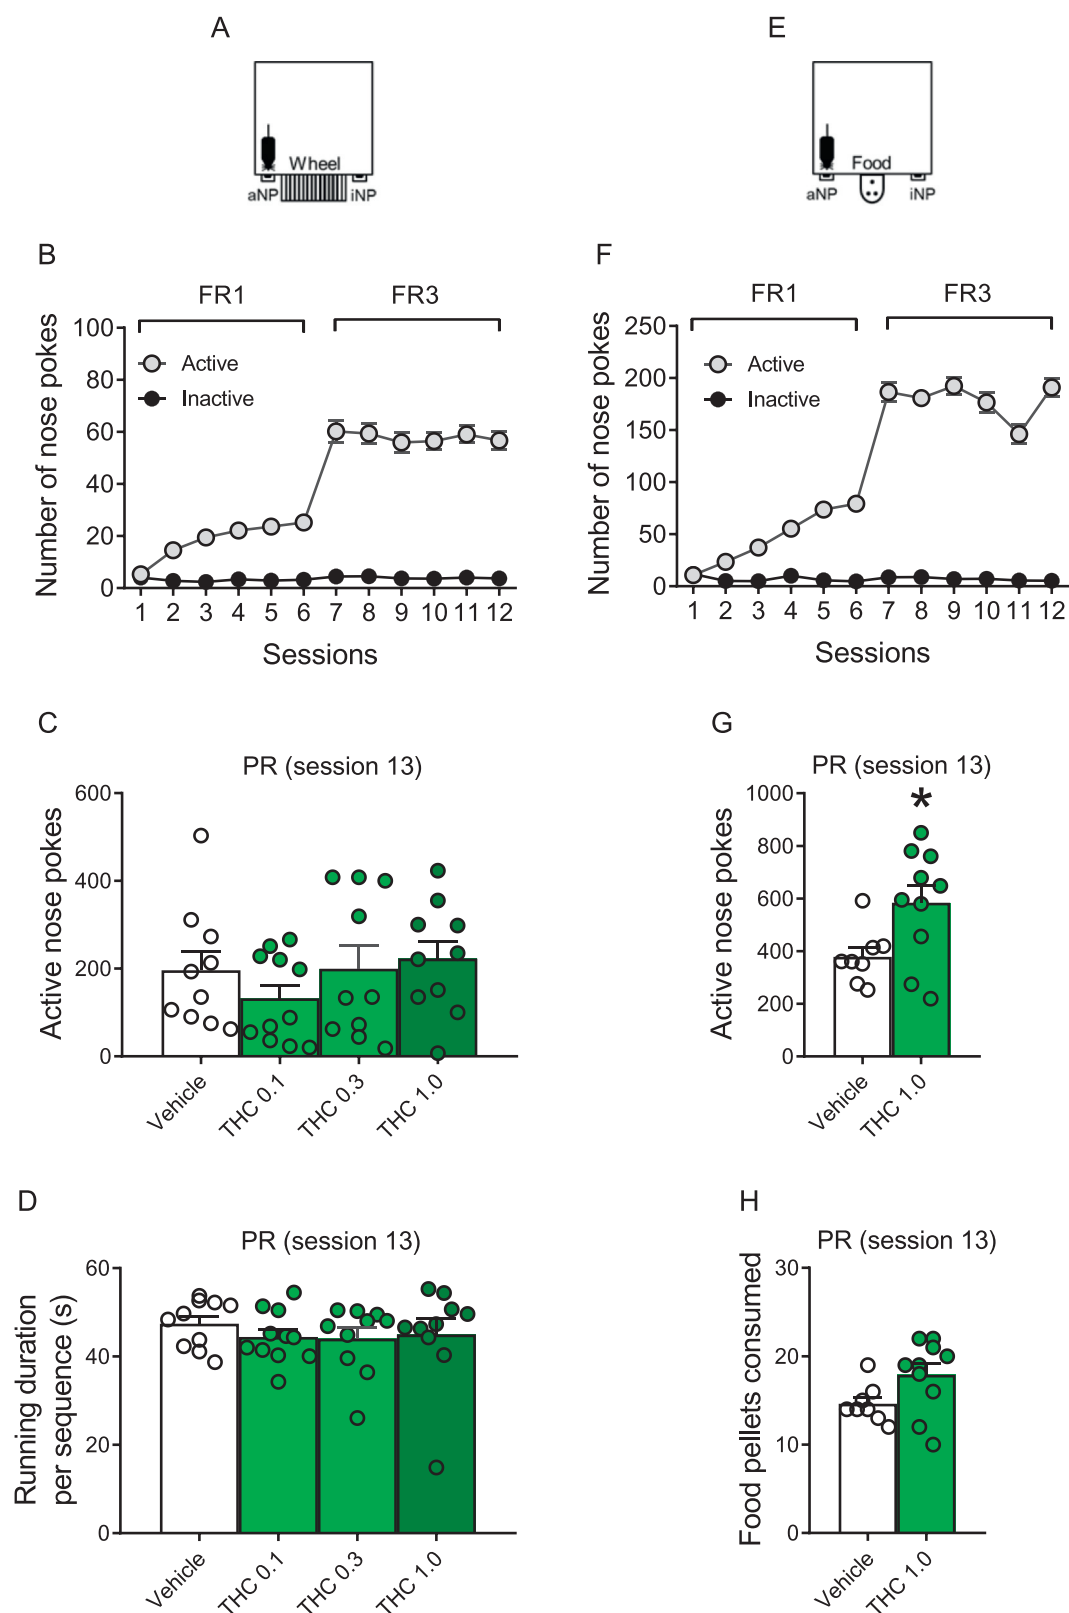 A
Wheel
aNP
iNP
B
FR1
FR3
Number of nose pokes
100
80
60
40
20
0
Active
Inactive
1 2 3 4 5 6 7 8 9 10 11 12
Sessions
C
PR (session 13)
Active nose pokes
600
400
200
0
Vehicle
THC 0.1
THC 0.3
THC 1.0
D
PR (session 13)
Running duration
per sequence (s)
60
40
20
0
Vehicle
THC 0.1
THC 0.3
THC 1.0
E
Food
aNP
iNP
F
FR1
FR3
Number of nose pokes
250
200
150
100
50
0
Active
Inactive
1 2 3 4 5 6 7 8 9 10 11 12
Sessions
G
PR (session 13)
Active nose pokes
1000
800
600
400
200
0
*
Vehicle
THC 1.0
H
PR (session 13)
Food pellets consumed
30
20
10
0
Vehicle
THC 1.0